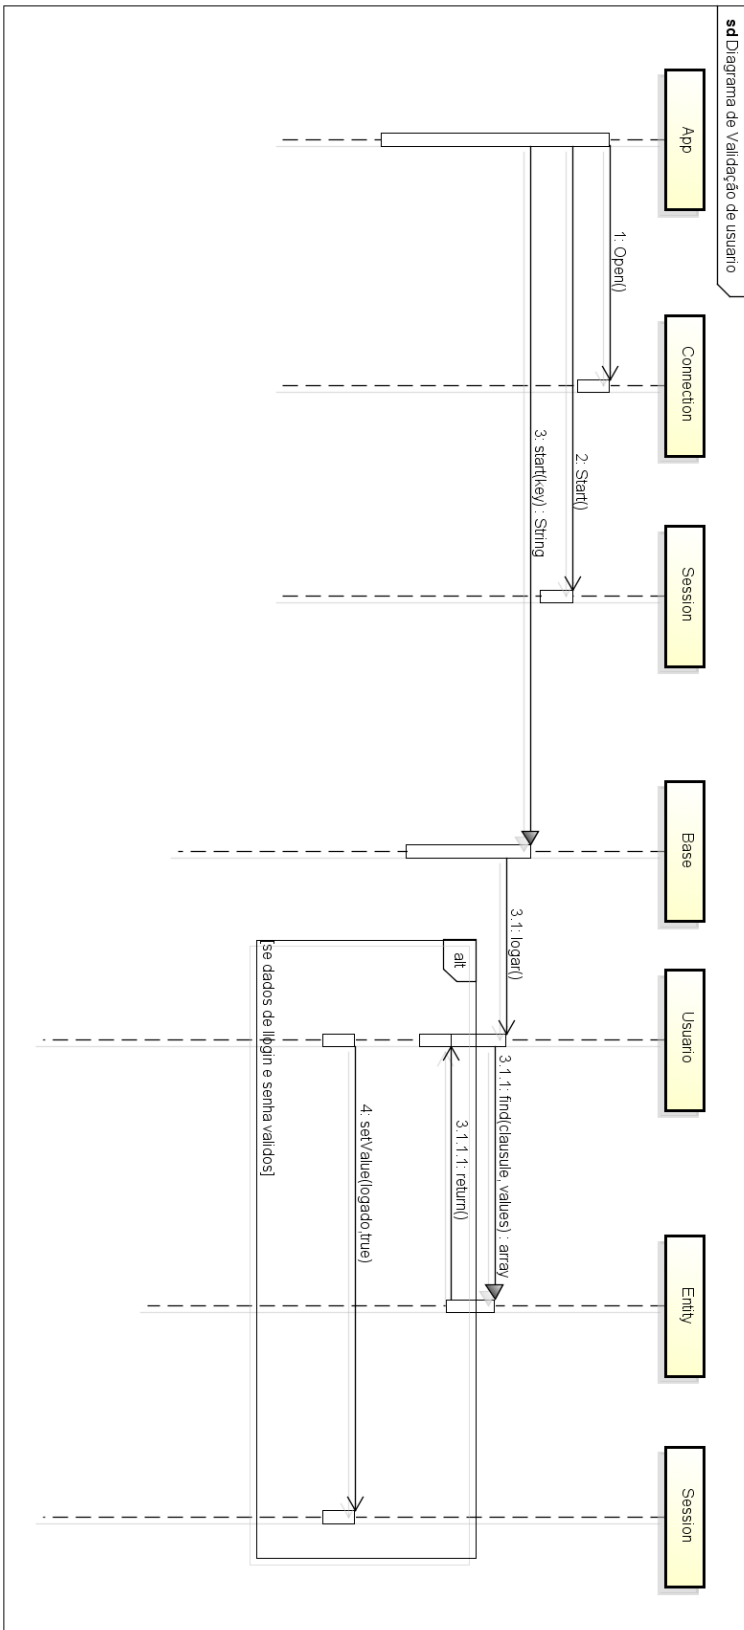 sd Diagrama de Validação de usuario
App
Connection
Session
Base
Usuario
Entity
Session
1: Open()
2: Start()
3: start(key) : String
3.1: logar()
3.1.1: find(clausule, values) : array
alt
3.1.1.1: return()
4: setValue(logado,true)
[se dados de llogin e senha validos]